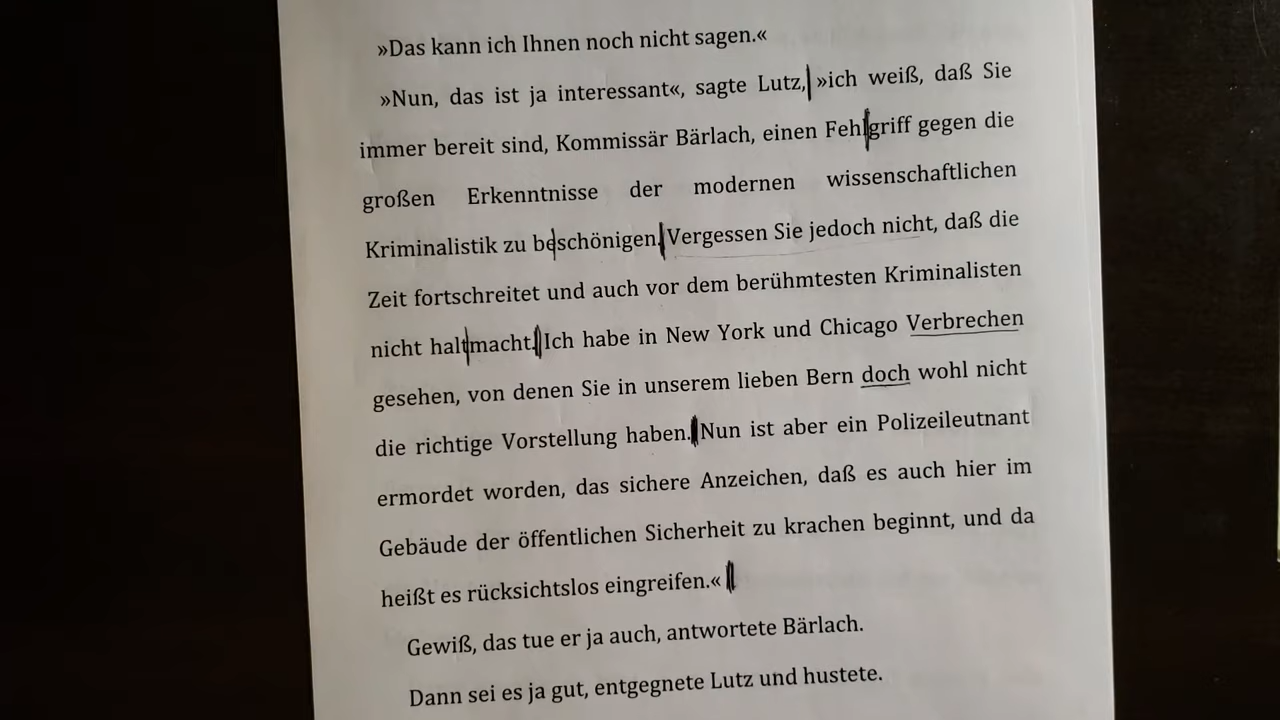 »Das kann ich Ihnen noch nicht sagen.«
»Nun, das ist ja interessant«, sagte Lutz, »ich weiß, daß Sie
immer bereit sind, Kommissär Bärlach, einen Fehlgriff gegen die
großen Erkenntnisse der modernen wissenschaftlichen
Kriminalistik zu beschönigen. Vergessen Sie jedoch nicht, daß die
Zeit fortschreitet und auch vor dem berühmtesten Kriminalisten
nicht haltmacht. Ich habe in New York und Chicago Verbrechen
gesehen, von denen Sie in unserem lieben Bern doch wohl nicht
die richtige Vorstellung haben. Nun ist aber ein Polizeileutnant
ermordet worden, das sichere Anzeichen, daß es auch hier im
Gebäude der öffentlichen Sicherheit zu krachen beginnt, und da
heißt es rücksichtslos eingreifen.«
Gewiß, das tue er ja auch, antwortete Bärlach.
Dann sei es ja gut, entgegnete Lutz und hustete.